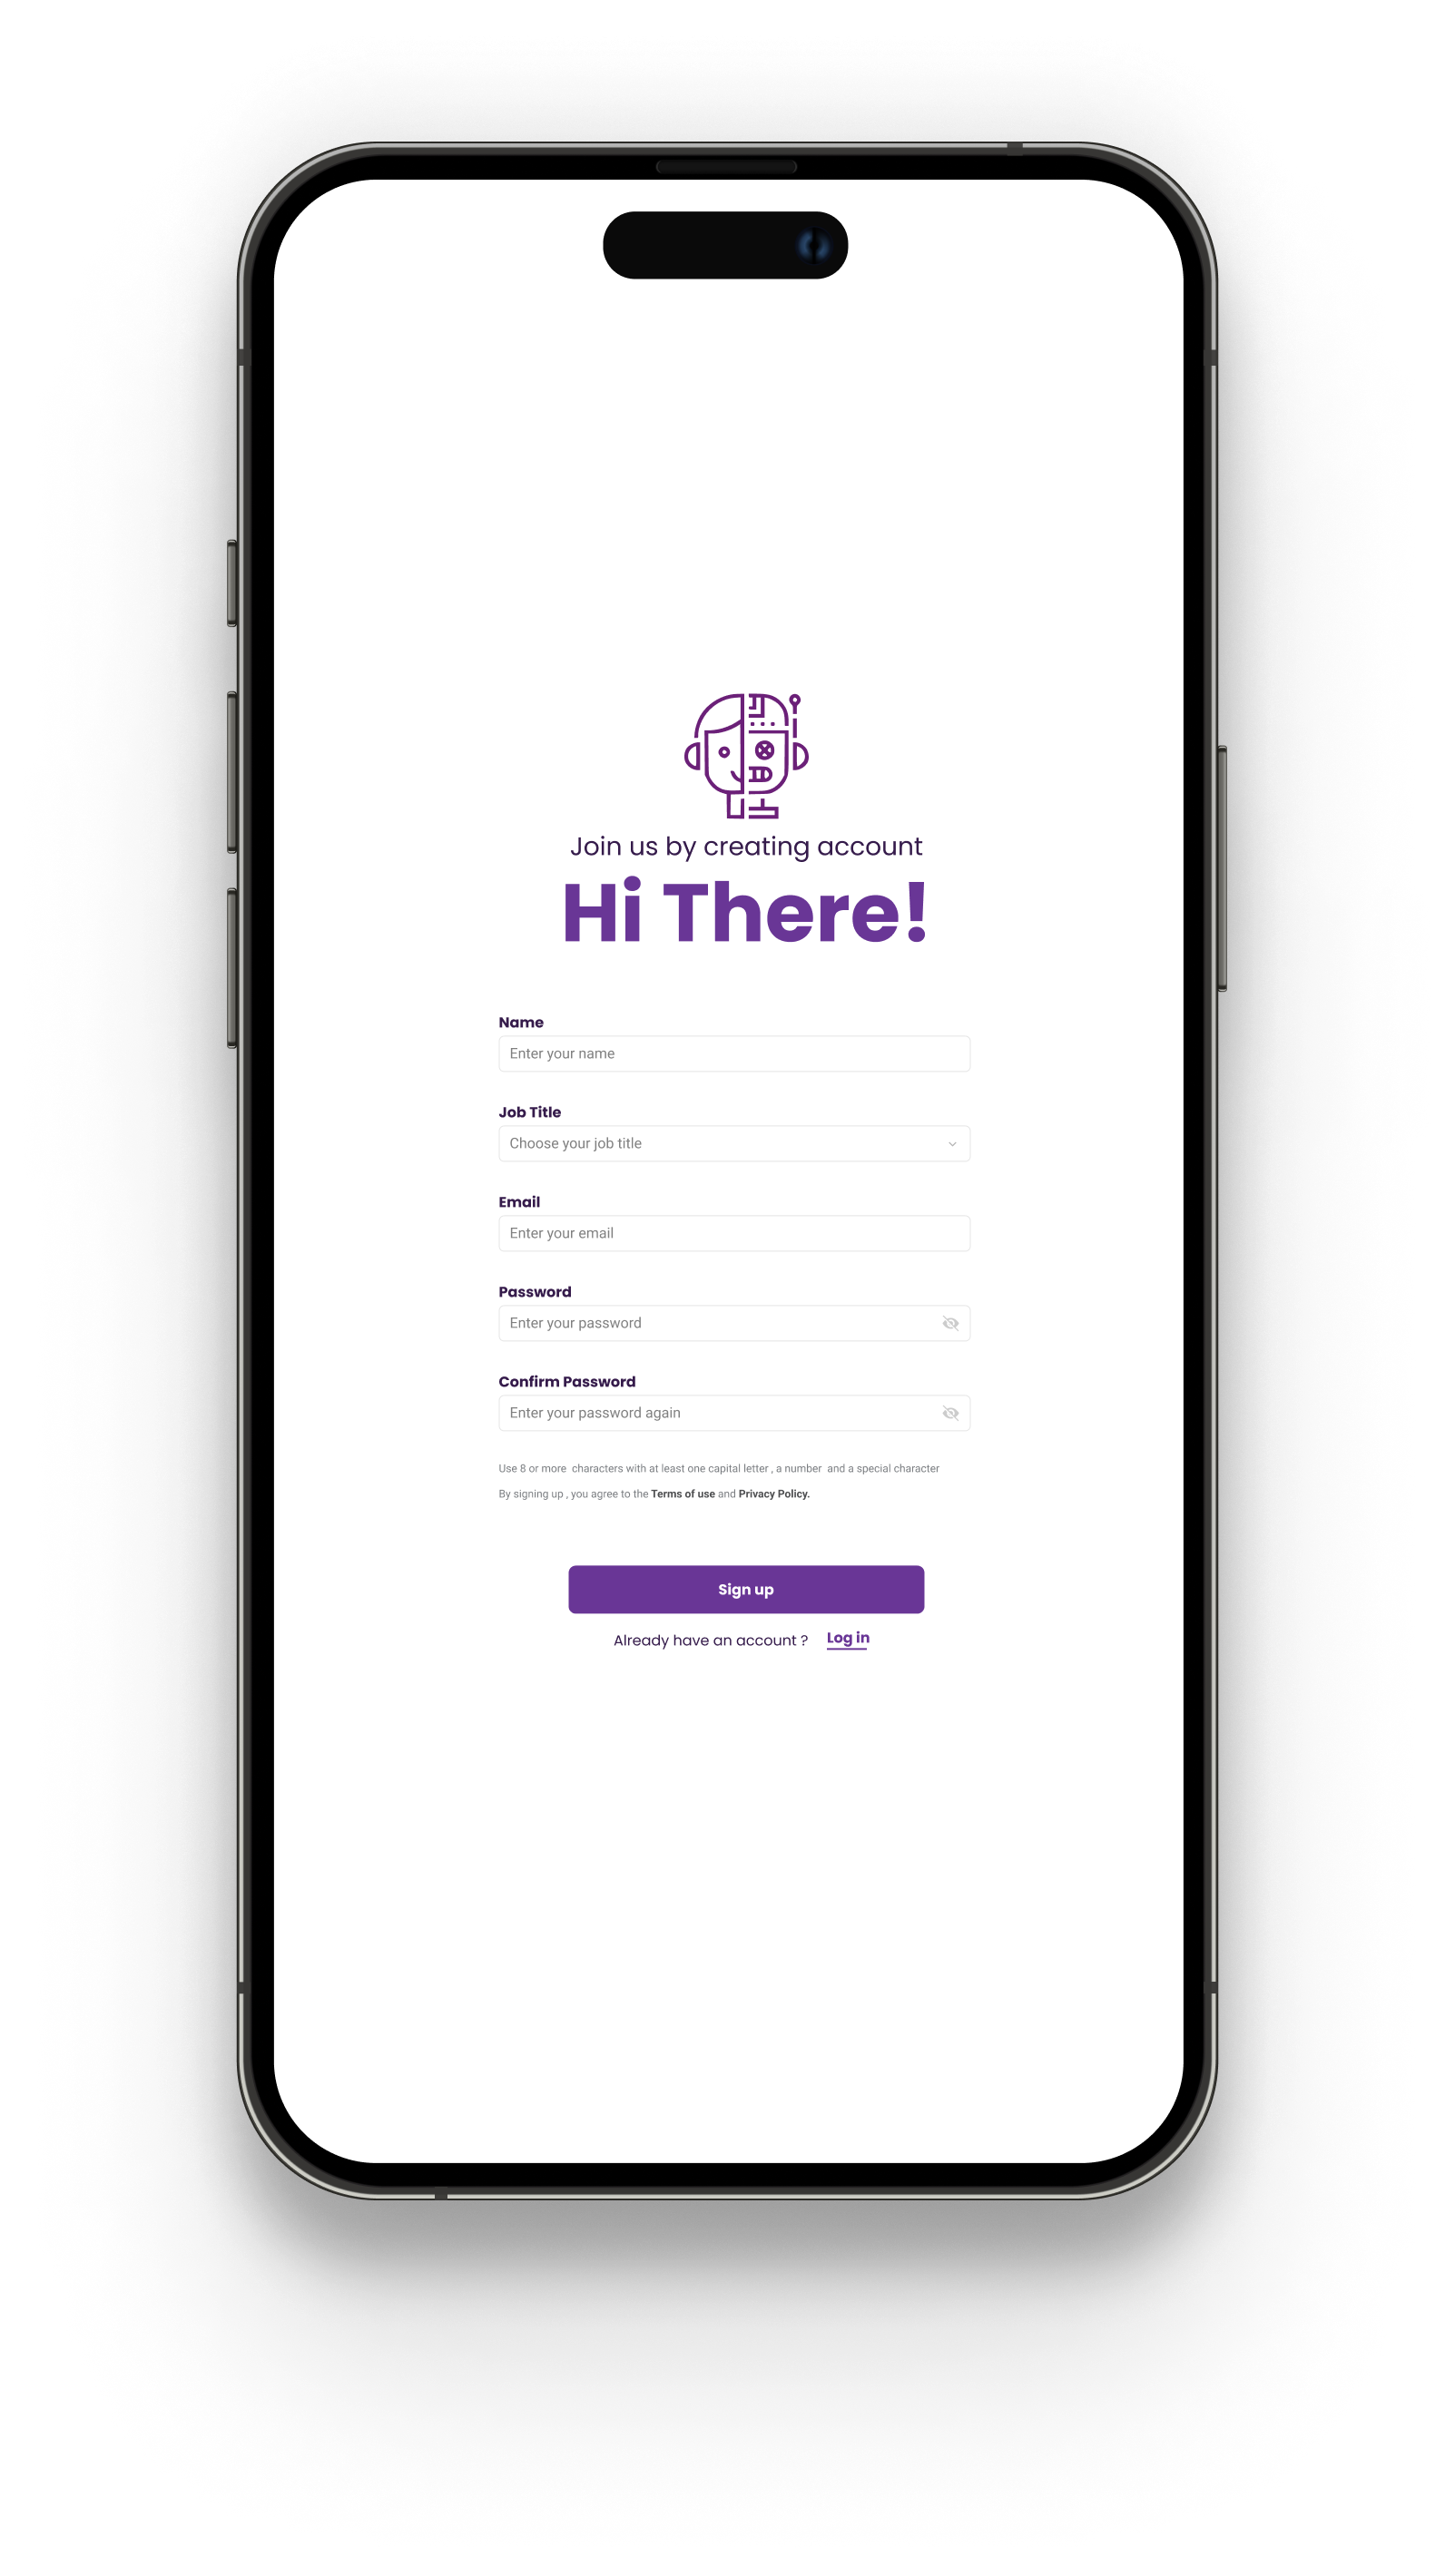 Join us by creating account
Hi There!
Name
Enter your name
Job Title
Choose your job title
Email
Enter your email
Password
Enter your password
Confirm Password
Enter your password again
Use 8 or more  characters with at least one capital letter , a number  and a special character
By signing up , you agree to the Terms of use and Privacy Policy.
Sign up
Already have an account ? Log in